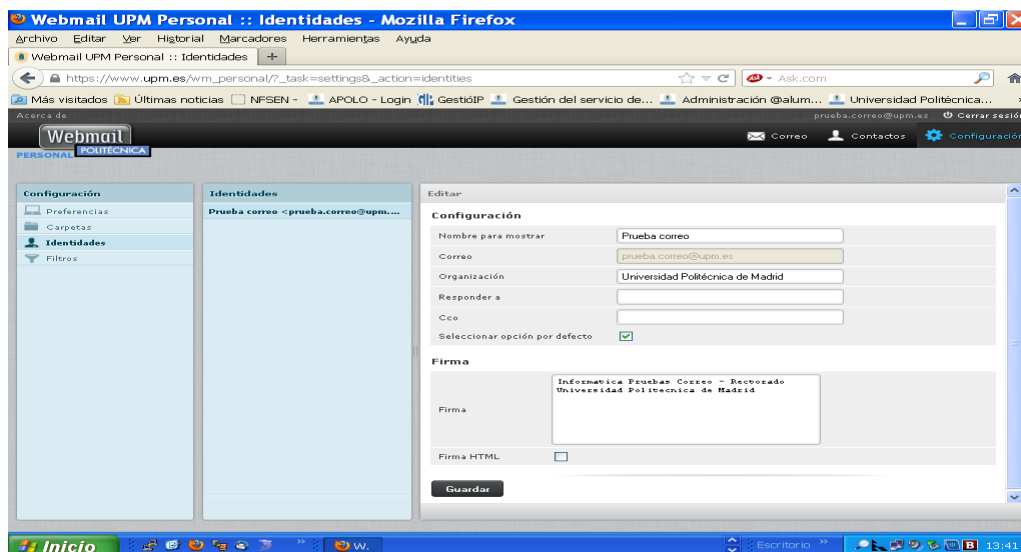 Webmail UPM Personal :: Identidades - Mozilla Firefox
Archivo Editar Ver Historial Marcadores Herramientas Ayuda
Webmail UPM Personal :: Identidades +
https://www.upm.es/wm_personal/?_task=settings&_action=identities
Ask.com
Más visitados Últimas noticias NFSEN - APOLO - Login GestióIP Gestión del servicio de... Administración @alum... Universidad Politécnica...
Acerca de prueba.correo@upm.es Cerrar sesión
Webmail
POLITÉCNICA
PERSONAL
Correo Contactos Configuración
Configuración
Preferencias
Carpetas
Identidades
Filtros
Identidades
Prueba correo <prueba.correo@upm....
Editar
Configuración
Nombre para mostrar Prueba correo
Correo prueba.correo@upm.es
Organización Universidad Politécnica de Madrid
Responder a
Cco
Seleccionar opción por defecto
Firma
Firma
Informatica Pruebas Correo - Rectorado
Universidad Politecnica de Madrid
Firma HTML
Guardar
Inicio W. Escritorio » B 13:41